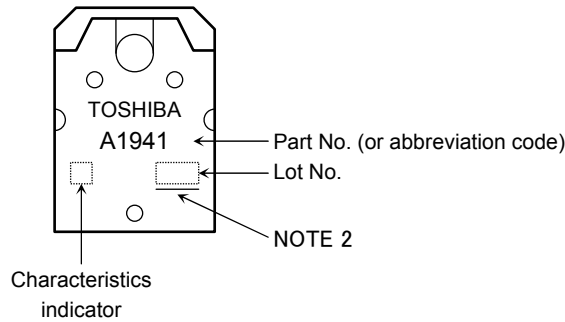 TOSHIBA
A1941
Part No. (or abbreviation code)
Lot No.
NOTE 2
Characteristics
indicator